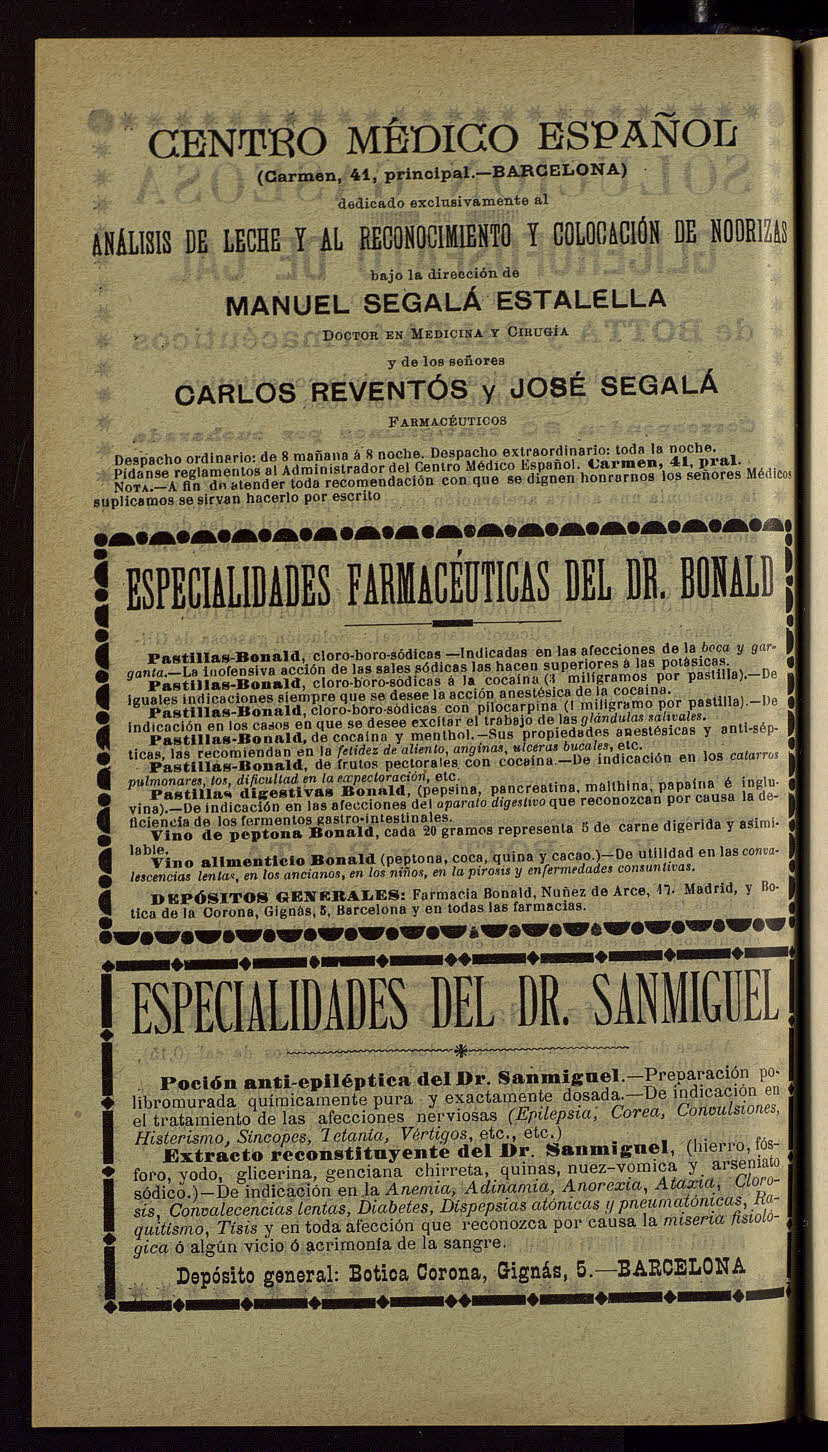 CENTRO MÉDICO ESPAÑOL
(Carmen, 41, principal.—BARCELONA)
dedicado exclusivamente al
ANÁLISIS DE LECHE Y AL RECONOCIMIENTO Y COLOCACIÓN DE NODRIZAS
bajo la dirección de
MANUEL SEGALÁ ESTALELLA
DOCTOR EN MEDICINA Y CIRUGÍA
y de los señores
CARLOS REVENTÓS y JOSÉ SEGALÁ
FARMACÉUTICOS
Despacho ordinario: de 8 mañana á 8 noche. Despacho extraordinario: toda la noche.
Pídanse reglamentos al Administrador del Centro Médico Español. Carmen, 41, pral.
NOTA.—A fin de atender toda recomendación con que se dignen honrarnos los señores Médicos
suplicamos se sirvan hacerlo por escrito
ESPECIALIDADES FARMACÉUTICAS DEL DR. BONALD
Pastillas-Bonald, cloro-boro-sódicas—Indicadas en las afecciones de la boca y gar-
ganta.—La inofensiva acción de las sales sódicas las hacen superiores á las potásicas.
Pastillas-Bonald, cloro-boro-sódicas á la cocaína (3 miligramos por pastilla).—De
iguales indicaciones siempre que se desee la acción anestésica de la cocaína.
Pastillas-Bonald, cloro-boro-sódicas con pilocarpina (1 miligramo por pastilla).—De
indicación en los casos en que se desee excitar el trabajo de las glándulas salivales.
Pastillas-Bonald, de cocaína y menthol.—Sus propiedades anestésicas y anti-sép-
ticas, las recomiendan en la fetidez de aliento, anginas, ulceras bucales, etc.
Pastillas-Bonald, de frutos pectorales con cocaína.—De indicación en los catarros
pulmonares, tos, dificultad en la expectoración, etc.
Pastillas digestivas Bonald, (pepsina, pancreatina, malthina, papaína é inglu-
vina).—De indicación en las afecciones del aparato digestivo que reconozcan por causa la de-
ficiencia de los fermentos gastro-intestinales.
Vino de peptona Bonald, cada 20 gramos representa 5 de carne digerida y asimi-
lable.
Vino alimenticio Bonald (peptona, coca, quina y cacao.)—De utilidad en las conva-
lescencias lentas, en los ancianos, en los niños, en la pirosis y enfermedades consuntivas.
DEPÓSITOS GENERALES: Farmacia Bonald, Nuñez de Arce, 17. Madrid, y Bo-
tica de la Corona, Gignás, 5, Barcelona y en todas las farmacias.
ESPECIALIDADES DEL DR. SANMIGUEL
Poción anti-epiléptica del Dr. Sanmiguel.—Preparación po-
libromurada químicamente pura y exactamente dosada.—De indicación en
el tratamiento de las afecciones nerviosas (Epilepsia, Corea, Convulsiones,
Histerismo, Síncopes, Tetania, Vértigos, etc., etc.)
Extracto reconstituyente del Dr. Sanmiguel, (hierro, fós-
foro, yodo, glicerina, genciana chirreta, quinas, nuez-vómica y arseniato
sódico.)—De indicación en la Anemia, Adinamia, Anorexia, Ataxia, Cloro-
sis, Convalecencias lentas, Diabetes, Dispepsias atónicas y pneumatónicas, Ra-
quitismo, Tisis y en toda afección que reconozca por causa la miseria fisioló-
gica ó algún vicio ó acrimonía de la sangre.
Depósito general: Botica Corona, Gignás, 5.—BARCELONA